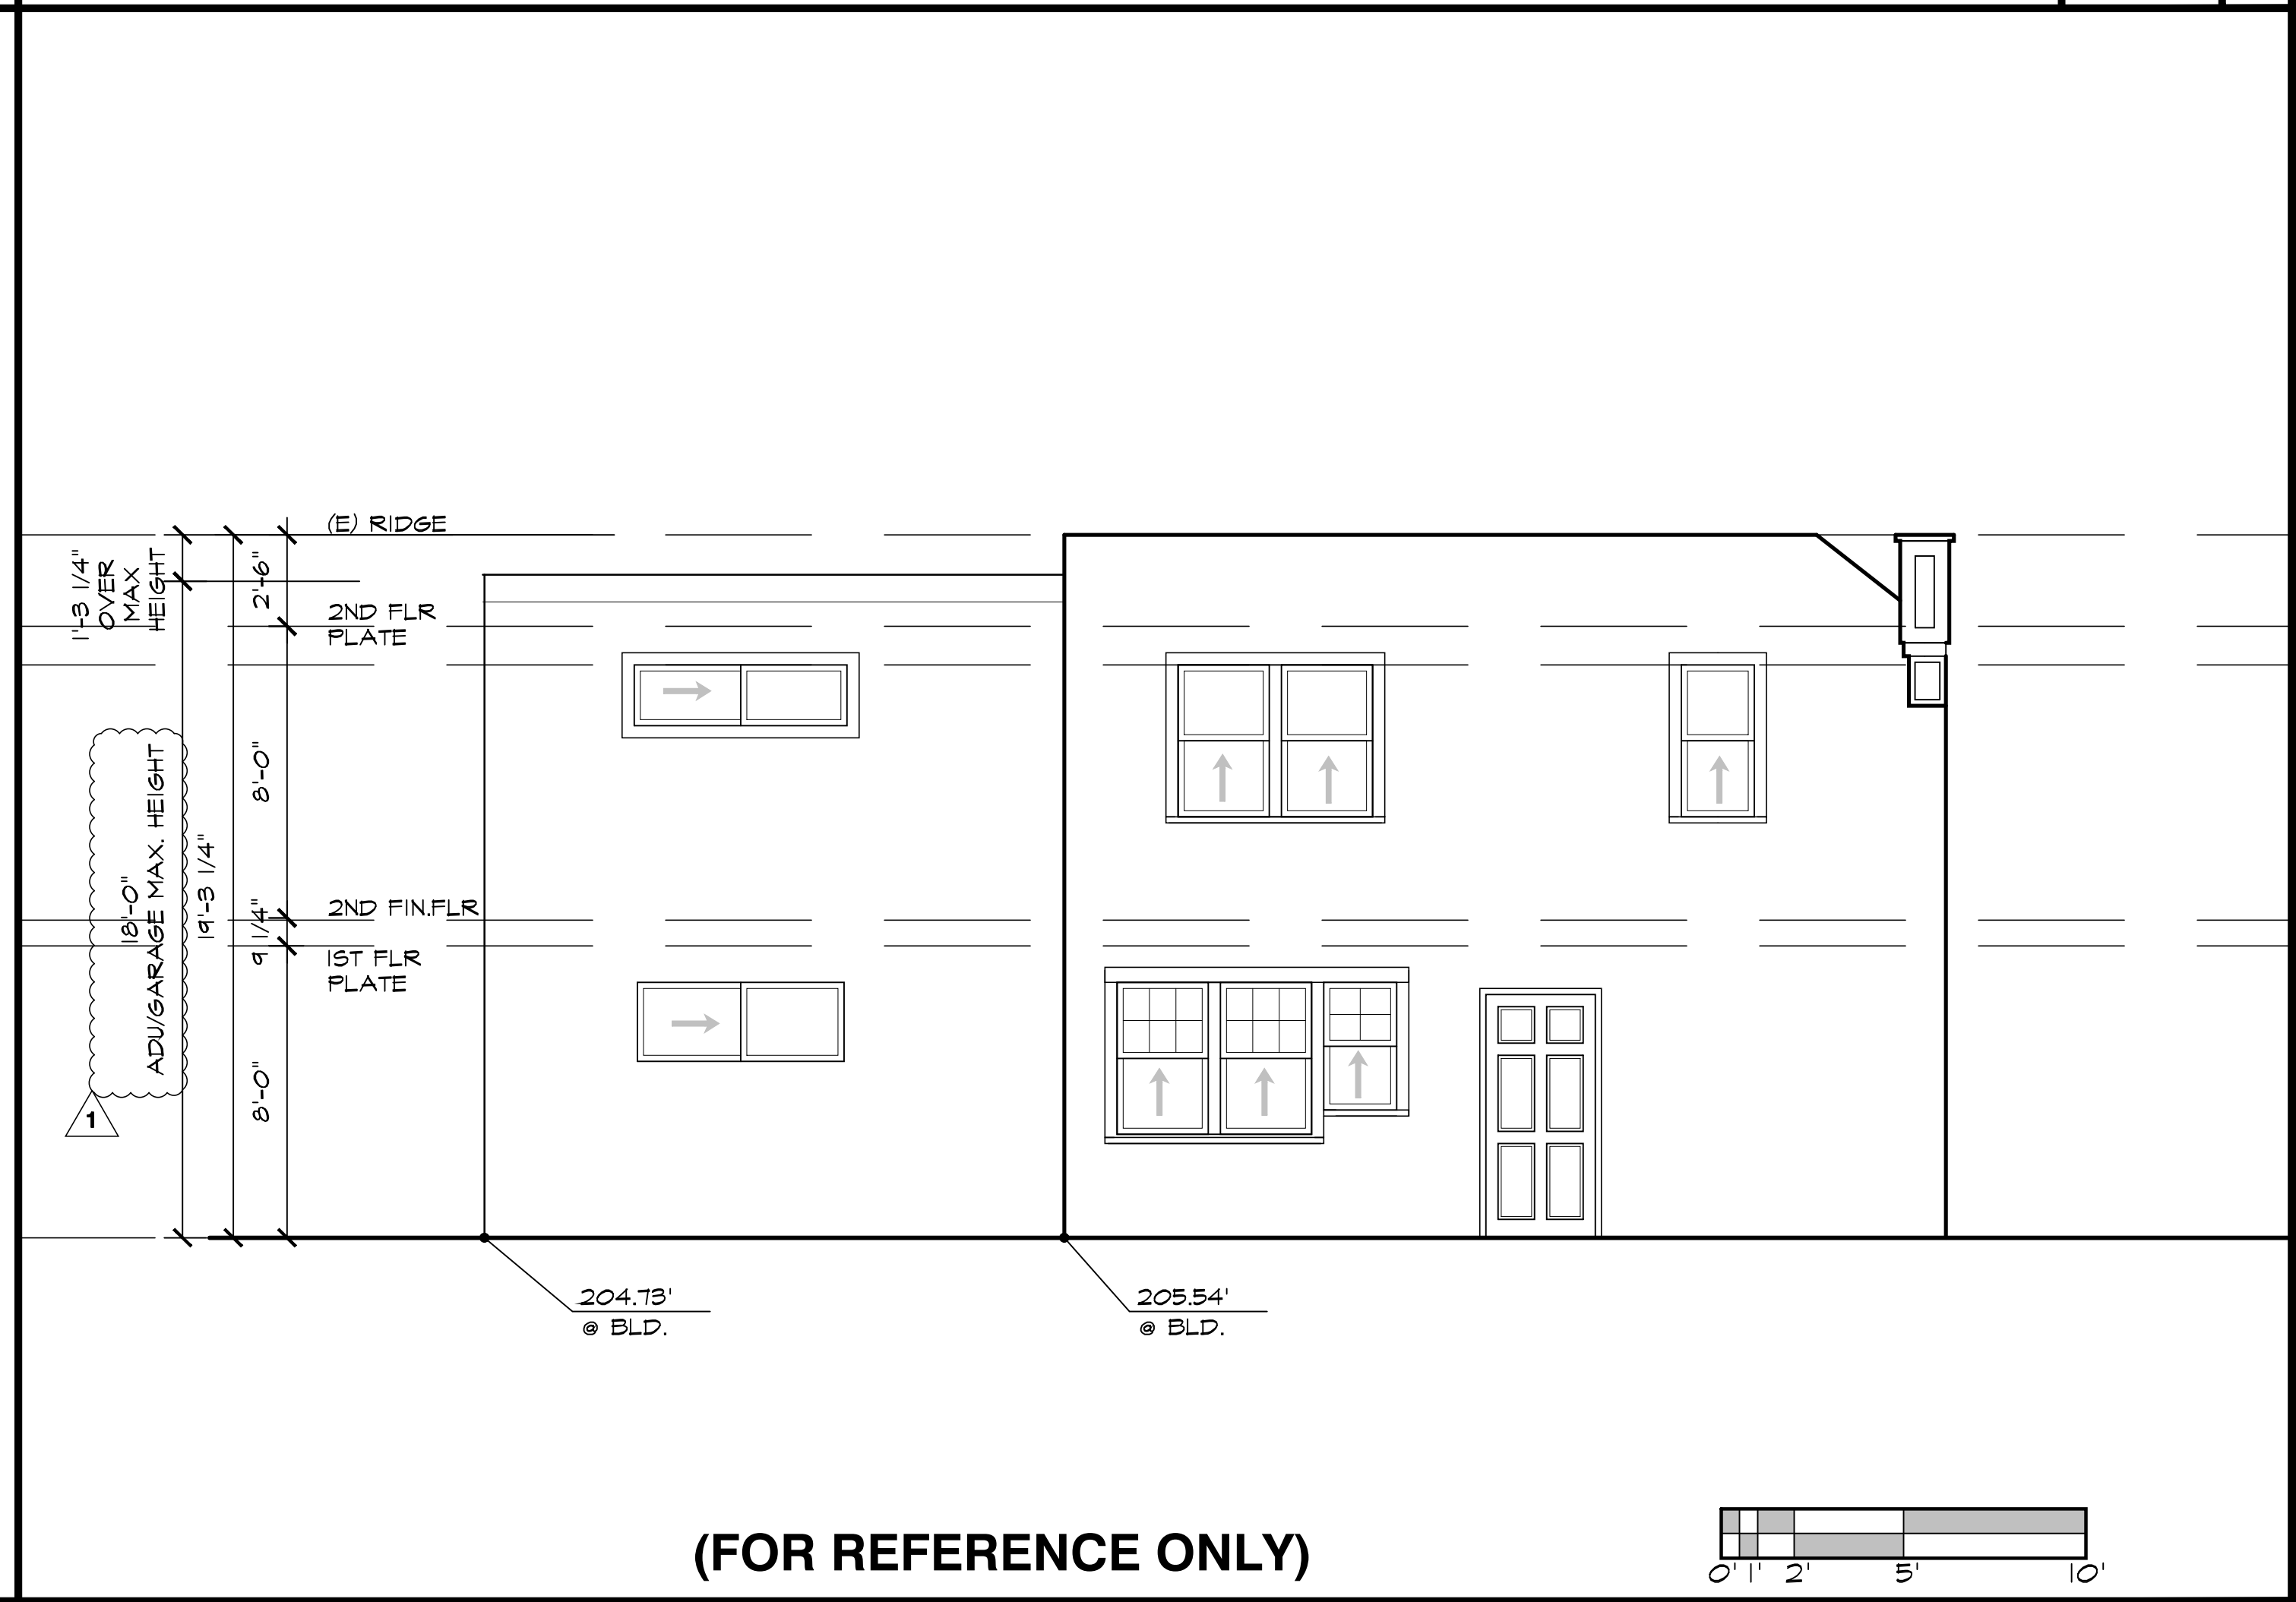 (E) RIDGE
1'-3 1/4"
OVER
MAX
HEIGHT
2'-6"
2ND FLR
PLATE
18'-0"
ADU/GARAGE MAX. HEIGHT
19'-3 1/4"
8'-0"
2ND FIN.FLR
9 1/4"
1ST FLR
PLATE
8'-0"
1
204.73'
@ BLD.
205.54'
@ BLD.
(FOR REFERENCE ONLY)
0' 1' 2' 5' 10'